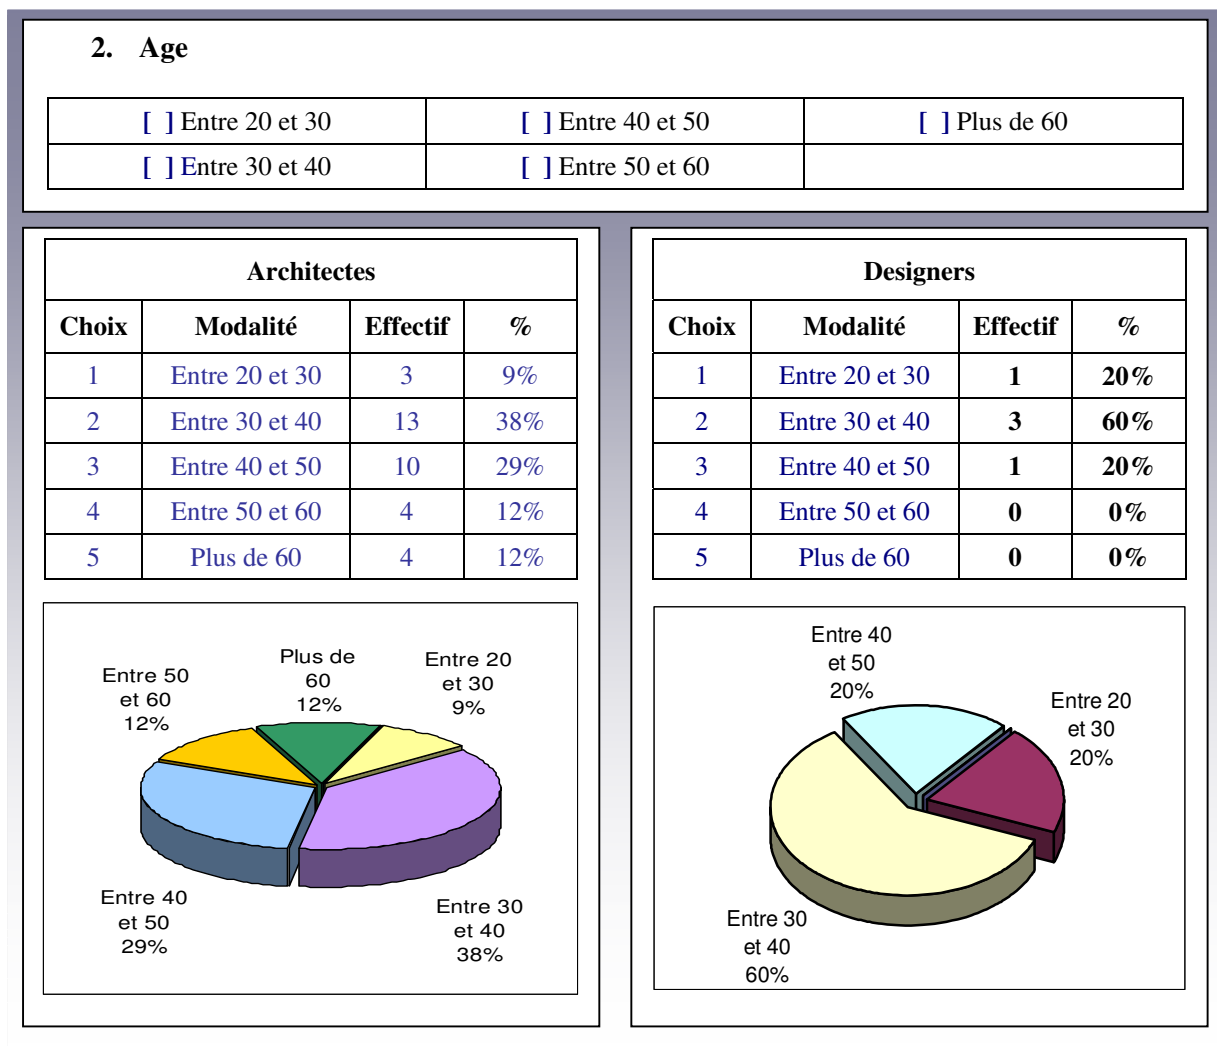 2. Age
[ ] Entre 20 et 30 [ ] Entre 40 et 50 [ ] Plus de 60
[ ] Entre 30 et 40 [ ] Entre 50 et 60
Architectes
Choix Modalité Effectif %
1 Entre 20 et 30 3 9%
2 Entre 30 et 40 13 38%
3 Entre 40 et 50 10 29%
4 Entre 50 et 60 4 12%
5 Plus de 60 4 12%
Plus de
60
12%
Entre 20
et 30
9%
Entre 50
et 60
12%
Entre 40
et 50
29%
Entre 30
et 40
38%
Designers
Choix Modalité Effectif %
1 Entre 20 et 30 1 20%
2 Entre 30 et 40 3 60%
3 Entre 40 et 50 1 20%
4 Entre 50 et 60 0 0%
5 Plus de 60 0 0%
Entre 40
et 50
20%
Entre 20
et 30
20%
Entre 30
et 40
60%